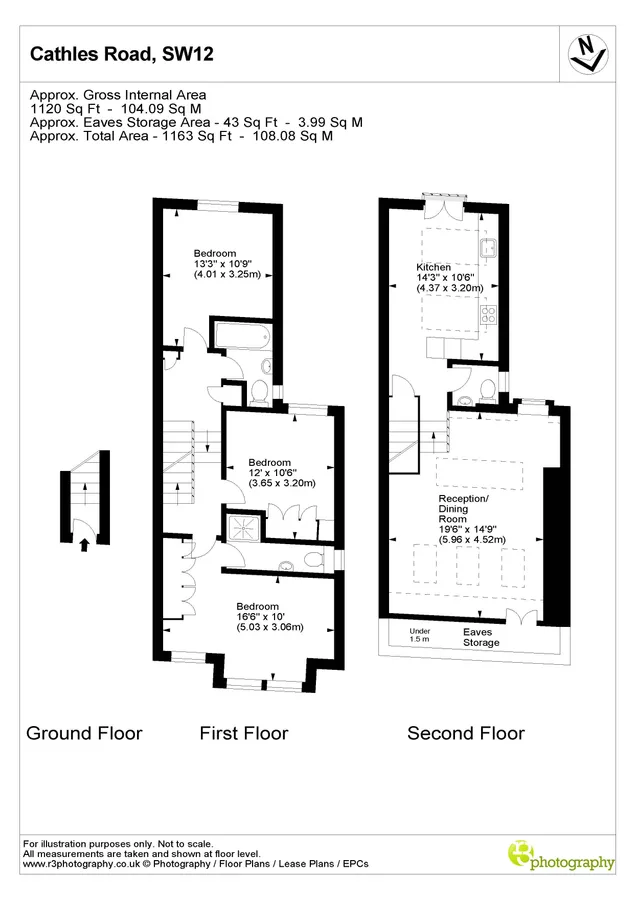 Cathles Road, SW12
N
Approx. Gross Internal Area
1120 Sq Ft - 104.09 Sq M
Approx. Eaves Storage Area - 43 Sq Ft - 3.99 Sq M
Approx. Total Area - 1163 Sq Ft - 108.08 Sq M
Bedroom
13'3" x 10'9"
(4.01 x 3.25m)
Kitchen
14'3" x 10'6"
(4.37 x 3.20m)
Bedroom
12' x 10'6"
(3.65 x 3.20m)
Reception/
Dining
Room
19'6" x 14'9"
(5.96 x 4.52m)
Bedroom
16'6" x 10'
(5.03 x 3.06m)
Under
1.5 m
Eaves
Storage
Ground Floor
First Floor
Second Floor
For illustration purposes only. Not to scale.
All measurements are taken and shown at floor level.
www.r3photography.co.uk © Photography / Floor Plans / Lease Plans / EPCs
r3photography